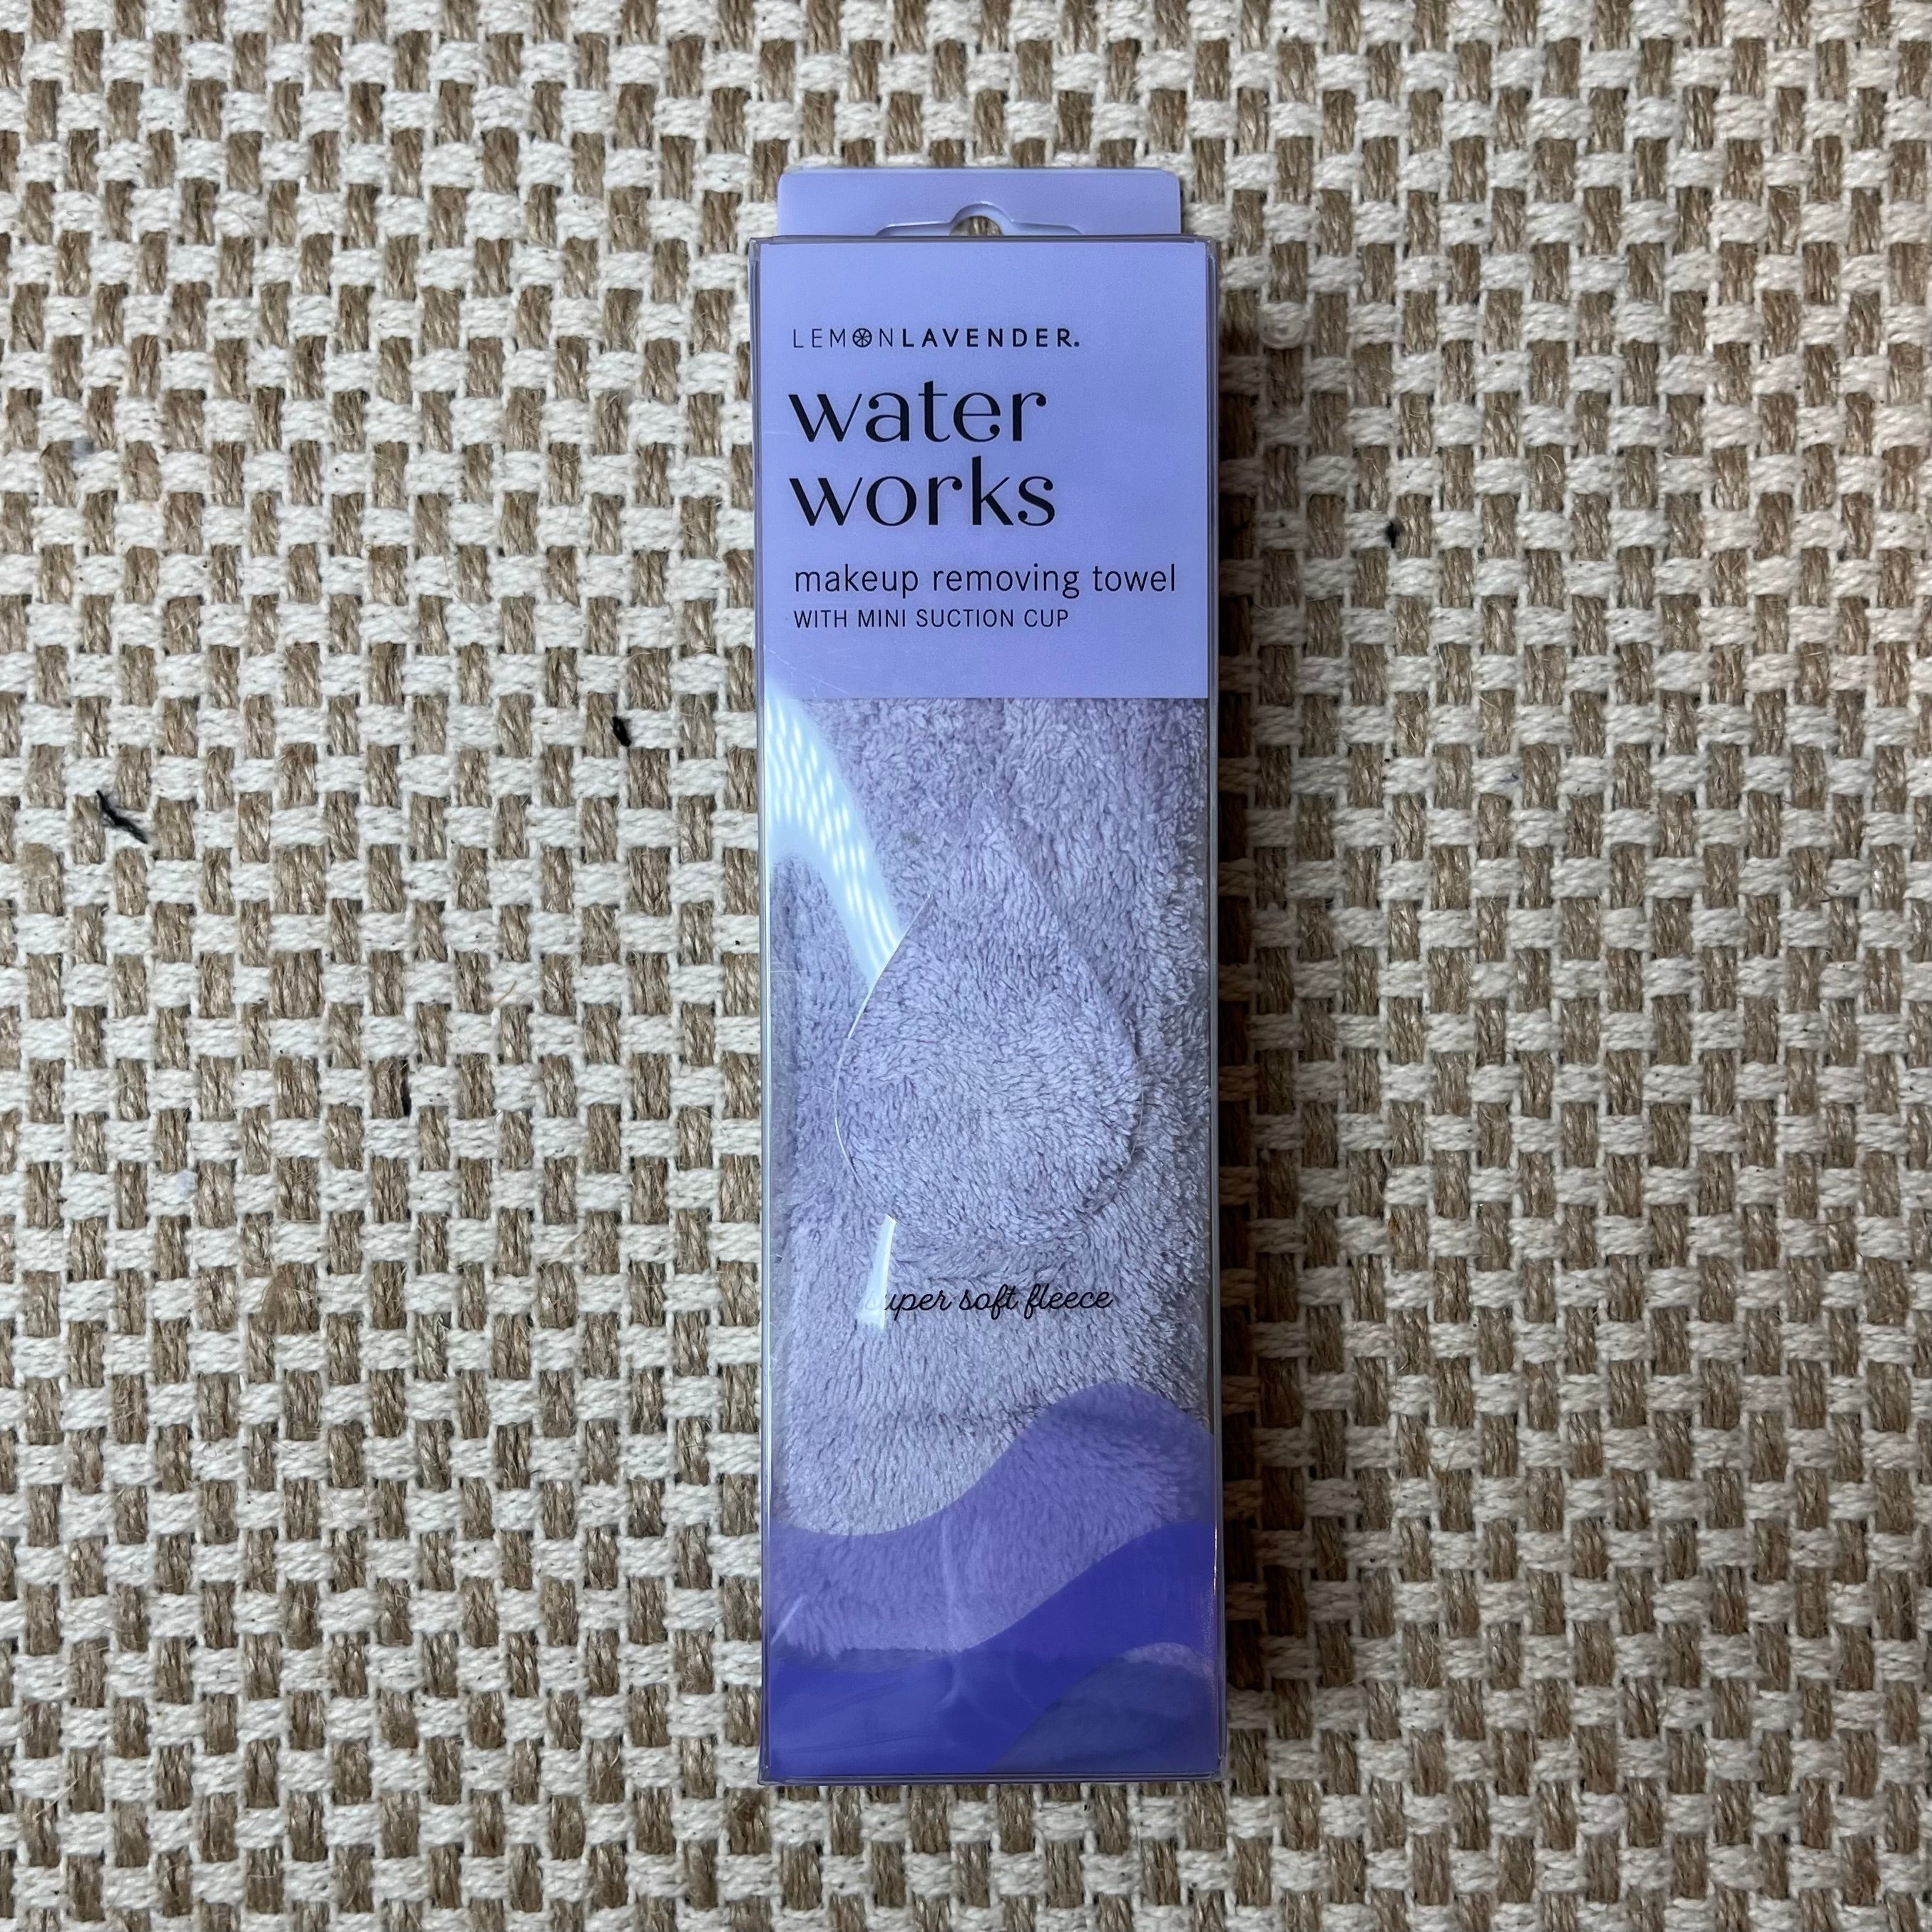 LEMONLAVENDER.
water
works
makeup removing towel
WITH MINI SUCTION CUP
super soft fleece